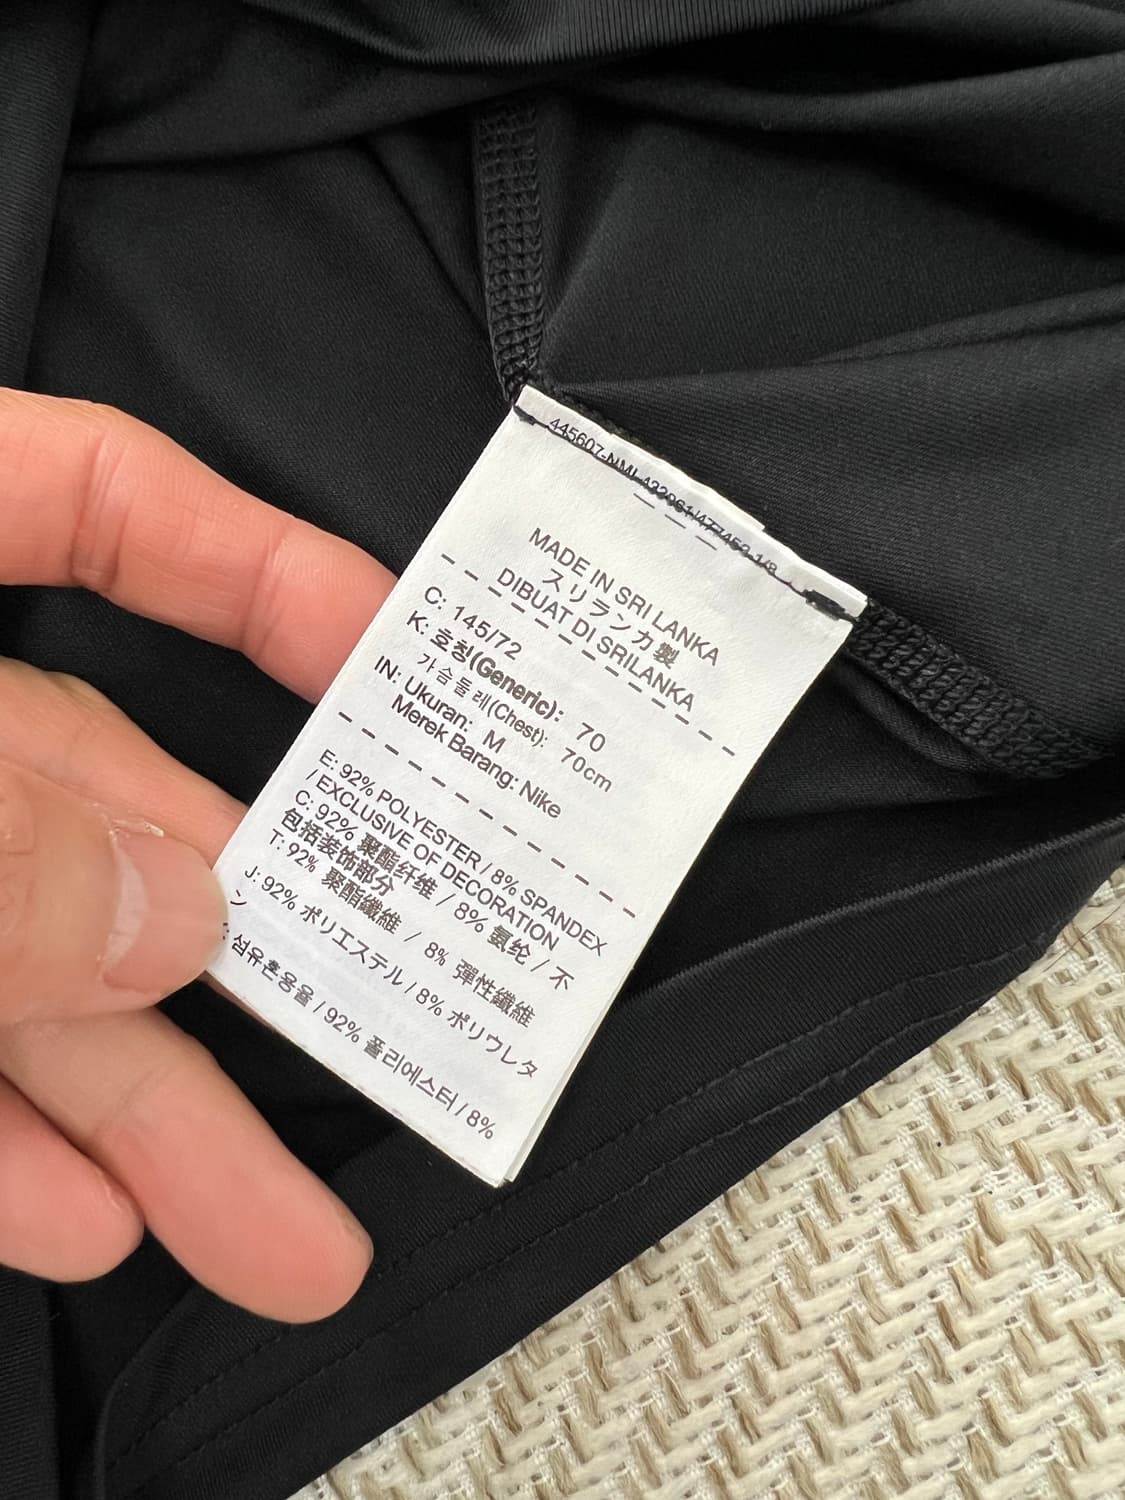 MADE IN SRI LANKA
スリランカ製
DIBUAT DI SRILANKA
C: 145/72
K: 호칭(Generic): 70
가슴둘레(Chest): 70cm
IN: Ukuran: M
Merek Barang: Nike
E: 92% POLYESTER / 8% SPANDEX
/ EXCLUSIVE OF DECORATION
C: 92% 聚酯纤维 / 8% 氨纶 / 不
包括装饰部分
T: 92% 聚酯纖維 / 8% 彈性纖維
J: 92% ポリエステル / 8% ポリウレタ
ン
섬유혼용율 / 92% 폴리에스터 / 8%